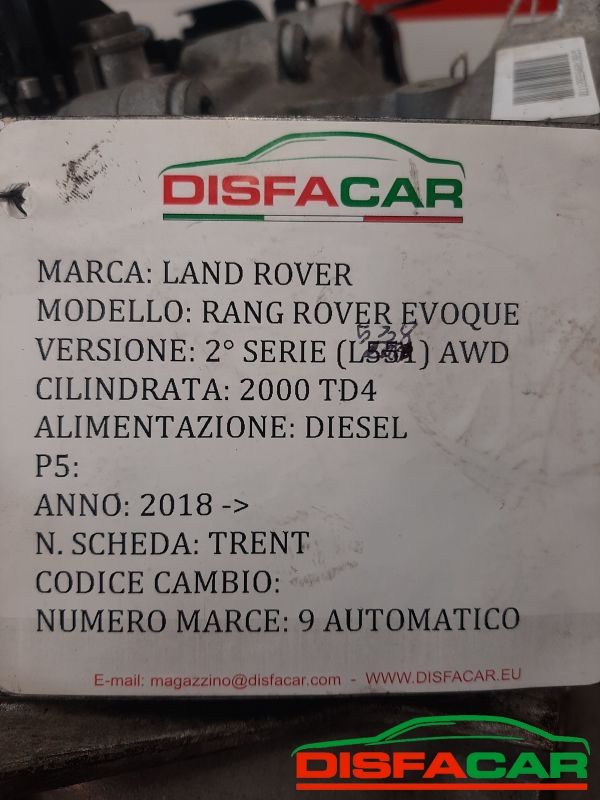 DISFACAR
MARCA: LAND ROVER
MODELLO: RANG ROVER EVOQUE
538
VERSIONE: 2° SERIE (L551) AWD
CILINDRATA: 2000 TD4
ALIMENTAZIONE: DIESEL
P5:
ANNO: 2018 ->
N. SCHEDA: TRENT
CODICE CAMBIO:
NUMERO MARCE: 9 AUTOMATICO
E-mail: magazzino@disfacar.com - WWW.DISFACAR.EU
DISFACAR